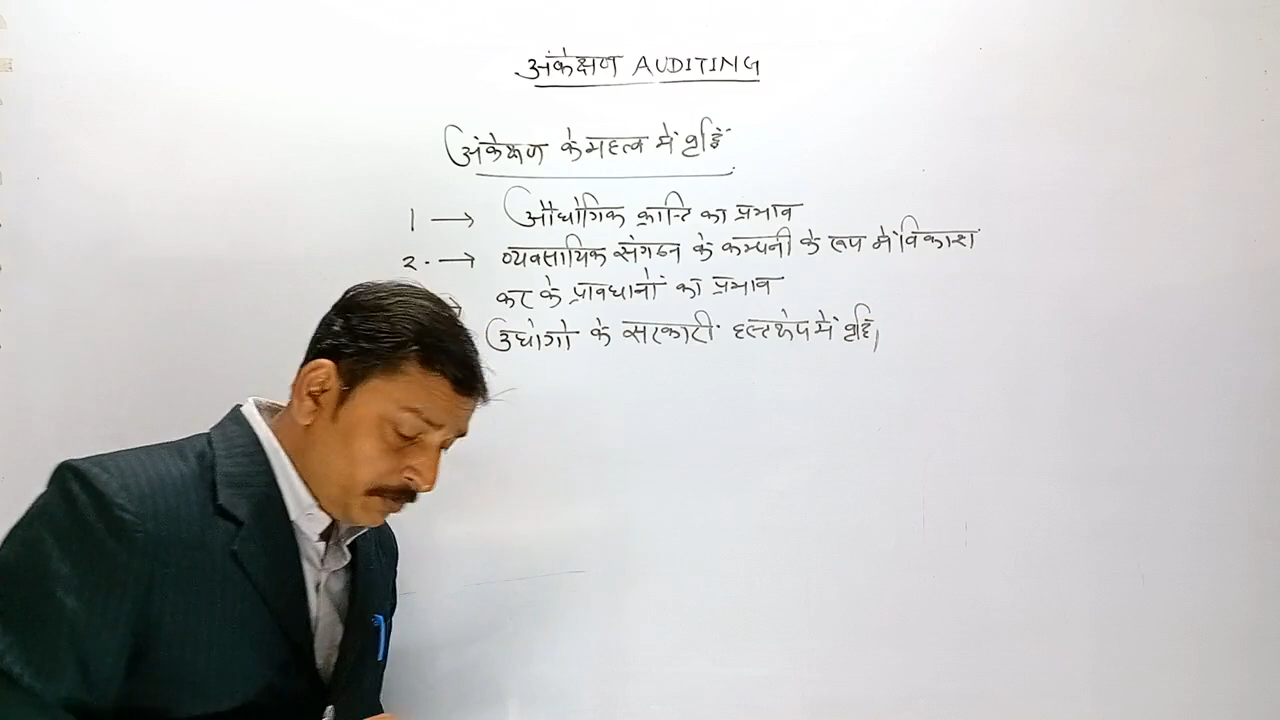 अंकेक्षण AUDITING
अंकेक्षण के महत्व में वृद्धि
1 → औद्योगिक क्रान्ति का प्रभाव
2. → व्यवसायिक संगठन के कम्पनी के रूप में विकाश
कर के प्रावधानों का प्रभाव
उद्योगो के सरकारी हस्तक्षेप में वृद्धि।